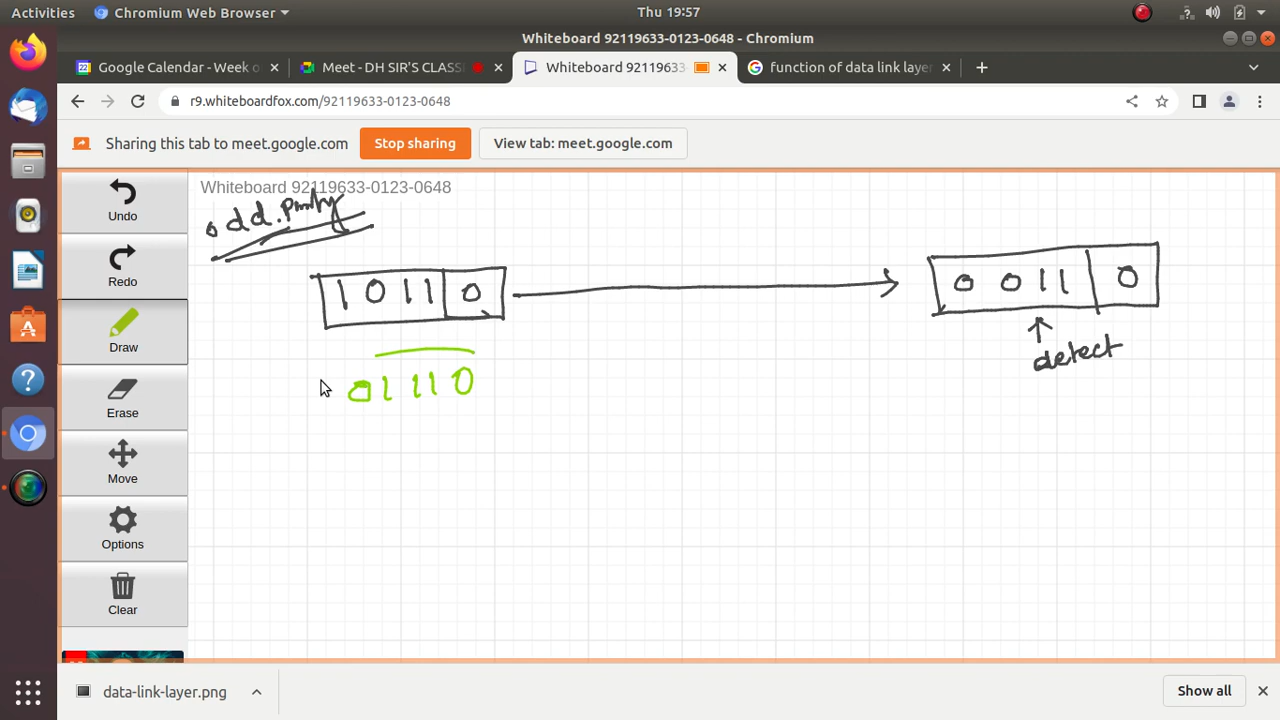 Activities Chromium Web Browser Thu 19:57
Whiteboard 92119633-0123-0648 - Chromium
Google Calendar - Week o Meet - DH SIR'S CLASS Whiteboard 92119633 function of data link layer
r9.whiteboardfox.com/92119633-0123-0648
Sharing this tab to meet.google.com Stop sharing View tab: meet.google.com
Whiteboard 92119633-0123-0648
odd.parity
1 0 1 1 0
0 0 1 1 0
detect
0 1 1 1 0
Undo
Redo
Draw
Erase
Move
Options
Clear
data-link-layer.png Show all